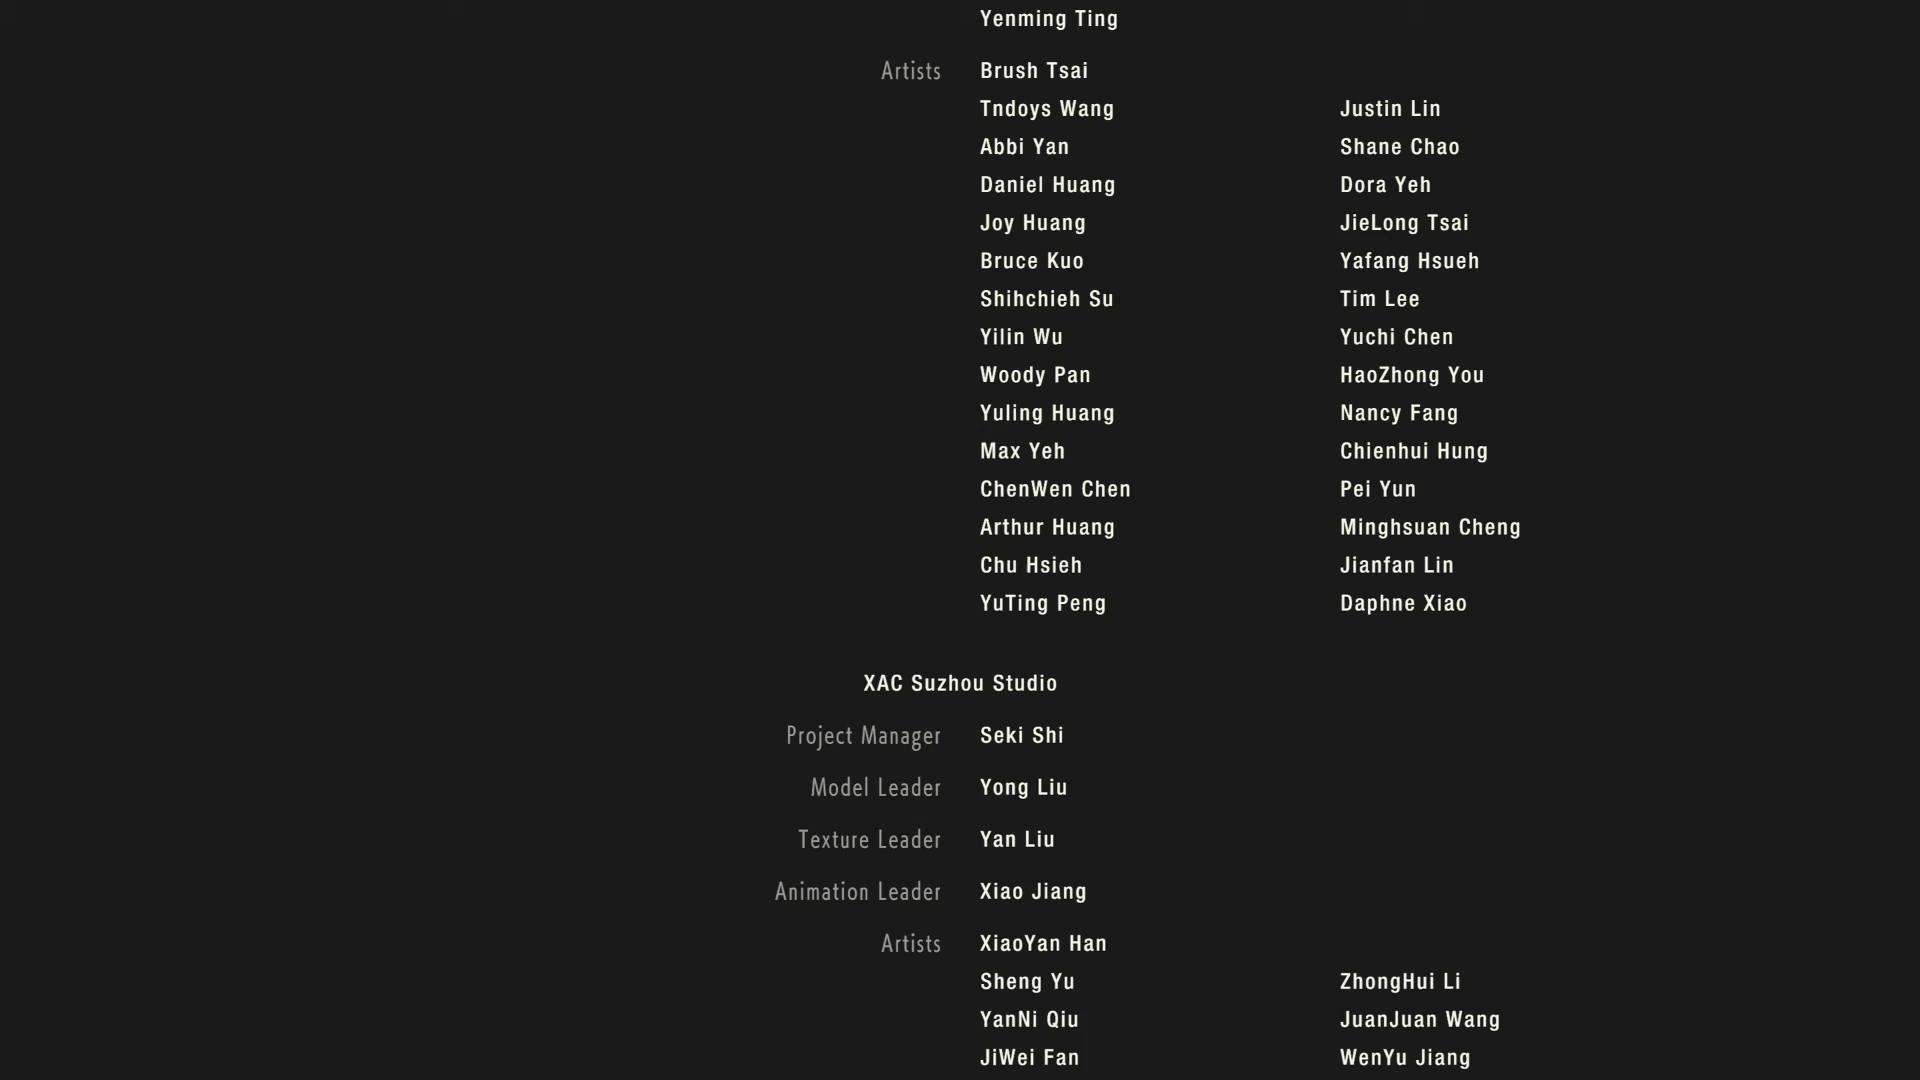 Yenming Ting
Artists Brush Tsai
Tndoys Wang Justin Lin
Abbi Yan Shane Chao
Daniel Huang Dora Yeh
Joy Huang JieLong Tsai
Bruce Kuo Yafang Hsueh
Shihchieh Su Tim Lee
Yilin Wu Yuchi Chen
Woody Pan HaoZhong You
Yuling Huang Nancy Fang
Max Yeh Chienhui Hung
ChenWen Chen Pei Yun
Arthur Huang Minghsuan Cheng
Chu Hsieh Jianfan Lin
YuTing Peng Daphne Xiao
XAC Suzhou Studio
Project Manager Seki Shi
Model Leader Yong Liu
Texture Leader Yan Liu
Animation Leader Xiao Jiang
Artists XiaoYan Han
Sheng Yu ZhongHui Li
YanNi Qiu JuanJuan Wang
JiWei Fan WenYu Jiang